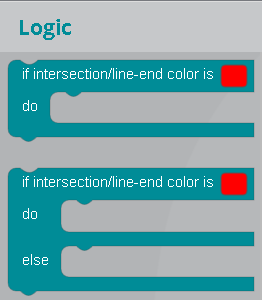 Logic
if intersection/line-end color is
do
if intersection/line-end color is
do
else